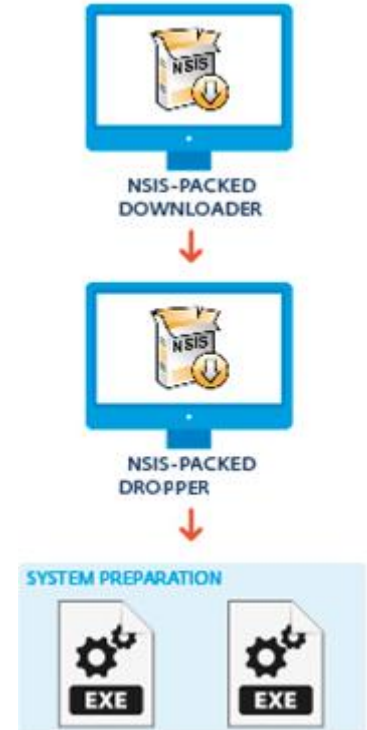 NSIS
NSIS-PACKED
DOWNLOADER
NSIS
NSIS-PACKED
DROPPER
SYSTEM PREPARATION
EXE
EXE